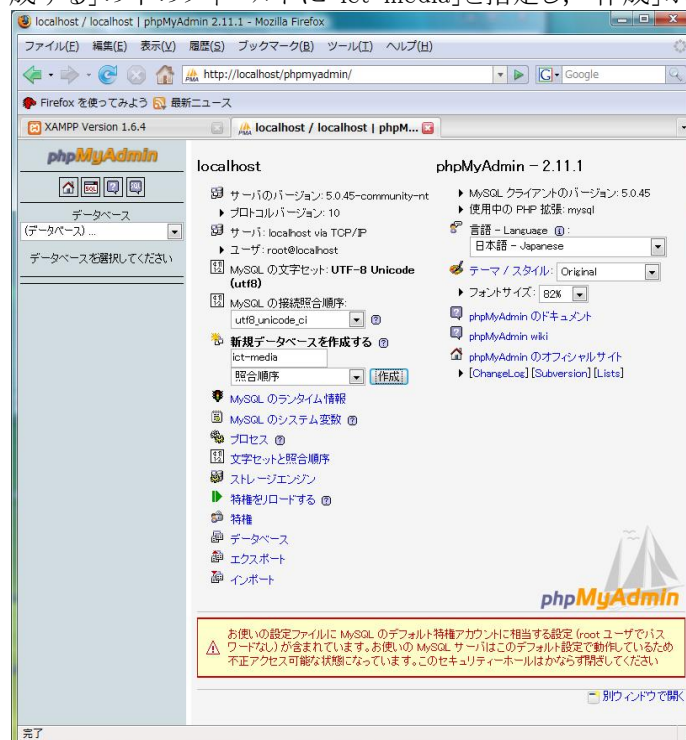 成する」の下のフィールドに「ict-media」と指定し,「作成」ボ
localhost / localhost | phpMyAdmin 2.11.1 - Mozilla Firefox
ファイル(F) 編集(E) 表示(V) 履歴(S) ブックマーク(B) ツール(T) ヘルプ(H)
http://localhost/phpmyadmin/
Google
Firefox を使ってみよう 最新ニュース
XAMPP Version 1.6.4
localhost / localhost | phpM...
phpMyAdmin
データベース
(データベース) ...
データベースを選択してください
localhost
サーバのバージョン: 5.0.45-community-nt
プロトコルバージョン: 10
サーバ: localhost via TCP/IP
ユーザ: root@localhost
MySQL の文字セット: UTF-8 Unicode
(utf8)
MySQL の接続照合順序:
utf8_unicode_ci
新規データベースを作成する
ict-media
照合順序
作成
MySQL のランタイム情報
MySQL のシステム変数
プロセス
文字セットと照合順序
ストレージエンジン
特権をリロードする
特権
データベース
エクスポート
インポート
phpMyAdmin - 2.11.1
MySQL クライアントのバージョン: 5.0.45
使用中の PHP 拡張: mysql
言語 - Language
日本語 - Japanese
テーマ / スタイル: Original
フォントサイズ: 82%
phpMyAdmin のドキュメント
phpMyAdmin wiki
phpMyAdmin のオフィシャルサイト
[ChangeLog] [Subversion] [Lists]
phpMyAdmin
お使いの設定ファイルに MySQL のデフォルト特権アカウントに相当する設定 (root ユーザでパス
ワードなし) が含まれています。お使いの MySQL サーバはこのデフォルト設定で動作しているため
不正アクセス可能な状態になっています。このセキュリティーホールはかならず閉ざしてください
別ウィンドウで開く
完了